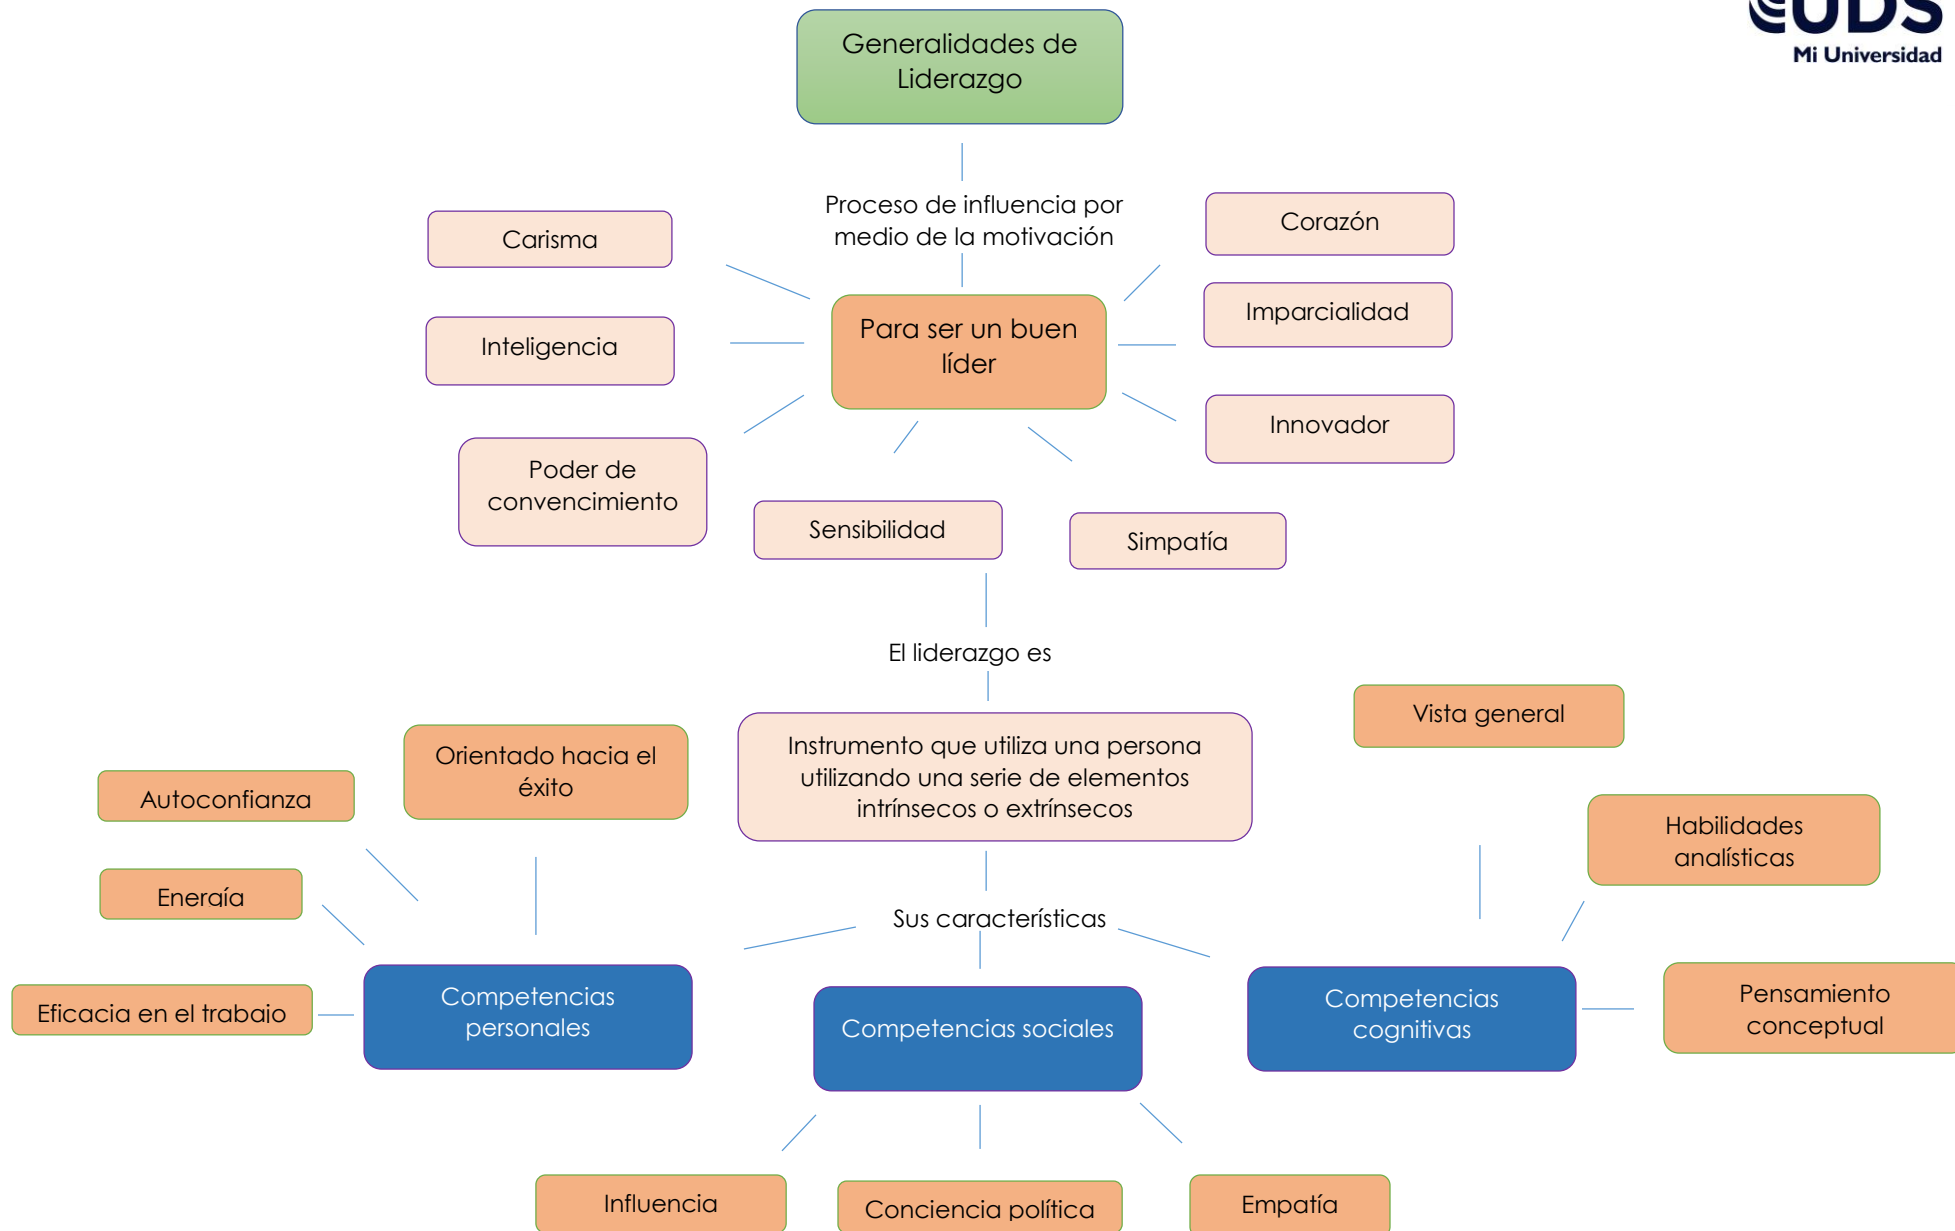 UDS
Mi Universidad
Generalidades de
Liderazgo
Proceso de influencia por
medio de la motivación
Carisma
Corazón
Inteligencia
Para ser un buen
líder
Imparcialidad
Innovador
Poder de
convencimiento
Sensibilidad
Simpatía
El liderazgo es
Instrumento que utiliza una persona
utilizando una serie de elementos
intrínsecos o extrínsecos
Vista general
Orientado hacia el
éxito
Autoconfianza
Habilidades
analísticas
Energía
Sus característicias
Eficacia en el trabajo
Competencias
personales
Competencias sociales
Competencias
cognitivas
Pensamiento
conceptual
Influencia
Conciencia política
Empatía